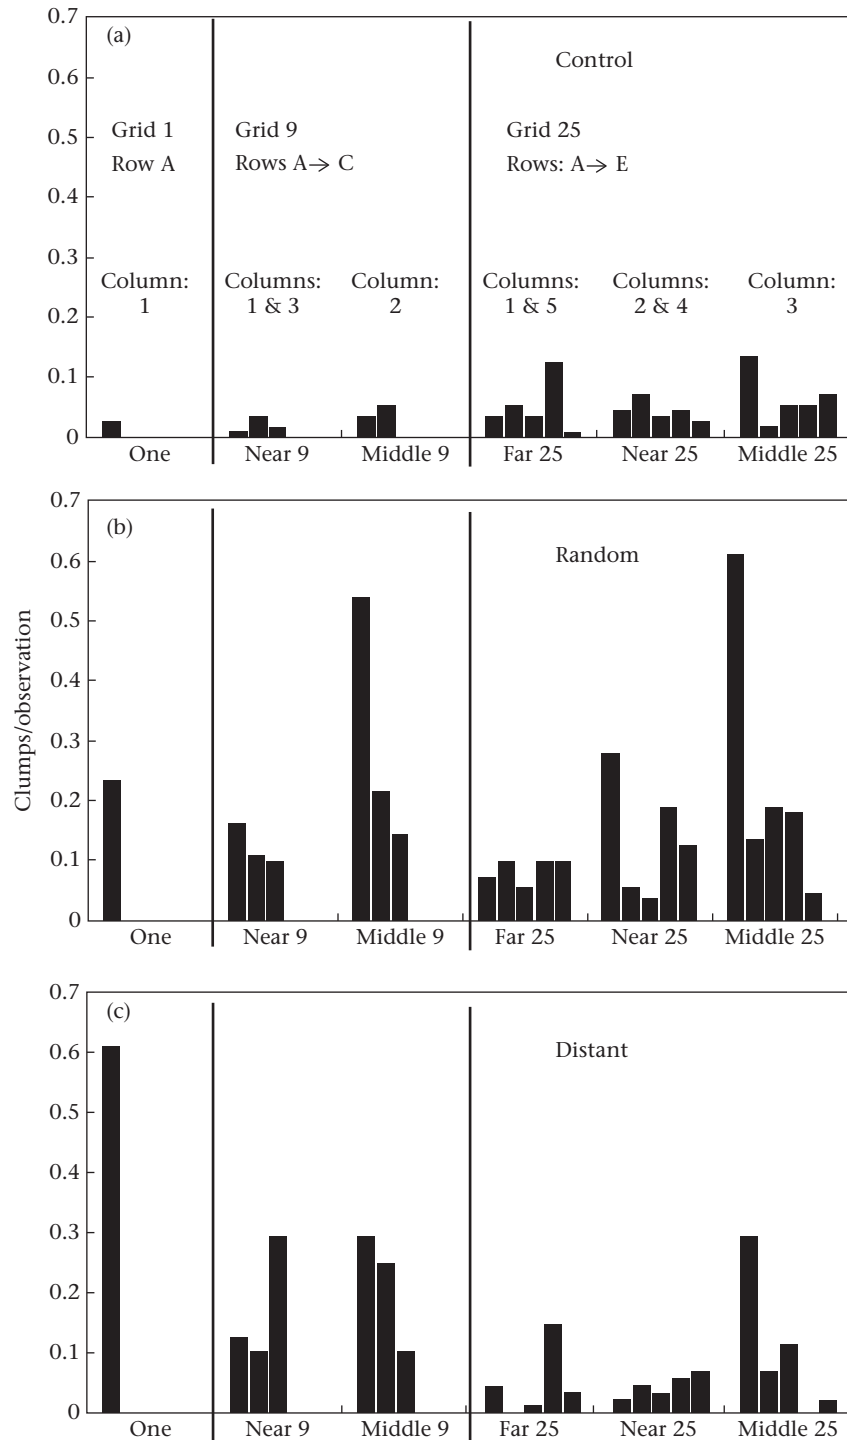 0.7
(a)
Control
0.6
0.5
Grid 1
Grid 9
Grid 25
Row A
Rows A→ C
Rows: A→ E
0.4
0.3
Column:
1
Columns:
1 & 3
Column:
2
Columns:
1 & 5
Columns:
2 & 4
Column:
3
0.2
0.1
0
One
Near 9
Middle 9
Far 25
Near 25
Middle 25
Clumps/observation
0.7
(b)
Random
0.6
0.5
0.4
0.3
0.2
0.1
0
One
Near 9
Middle 9
Far 25
Near 25
Middle 25
0.7
(c)
Distant
0.6
0.5
0.4
0.3
0.2
0.1
0
One
Near 9
Middle 9
Far 25
Near 25
Middle 25